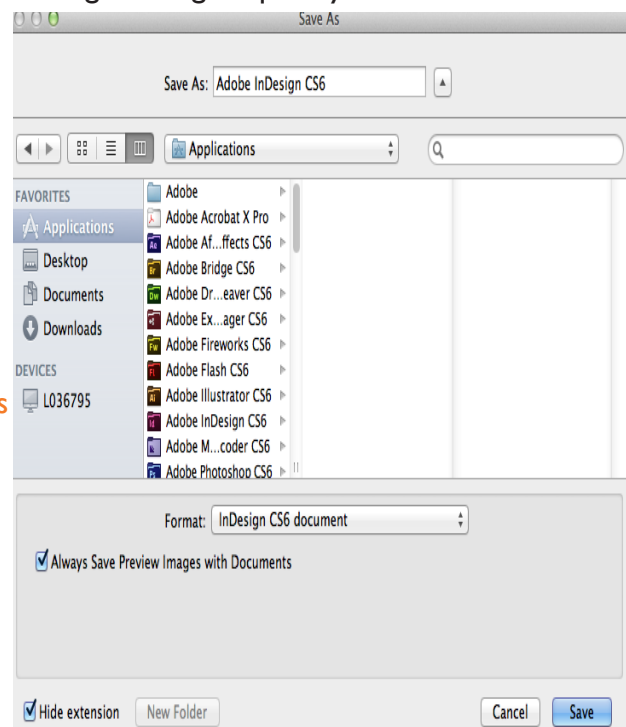 Save As
Save As: Adobe InDesign CS6
Applications
FAVORITES
Applications
Desktop
Documents
Downloads
DEVICES
L036795
s
Adobe
Adobe Acrobat X Pro
Adobe Af...ffects CS6
Adobe Bridge CS6
Adobe Dr...eaver CS6
Adobe Ex...ager CS6
Adobe Fireworks CS6
Adobe Flash CS6
Adobe Illustrator CS6
Adobe InDesign CS6
Adobe M...coder CS6
Adobe Photoshop CS6
Format: InDesign CS6 document
Always Save Preview Images with Documents
Hide extension New Folder Cancel Save